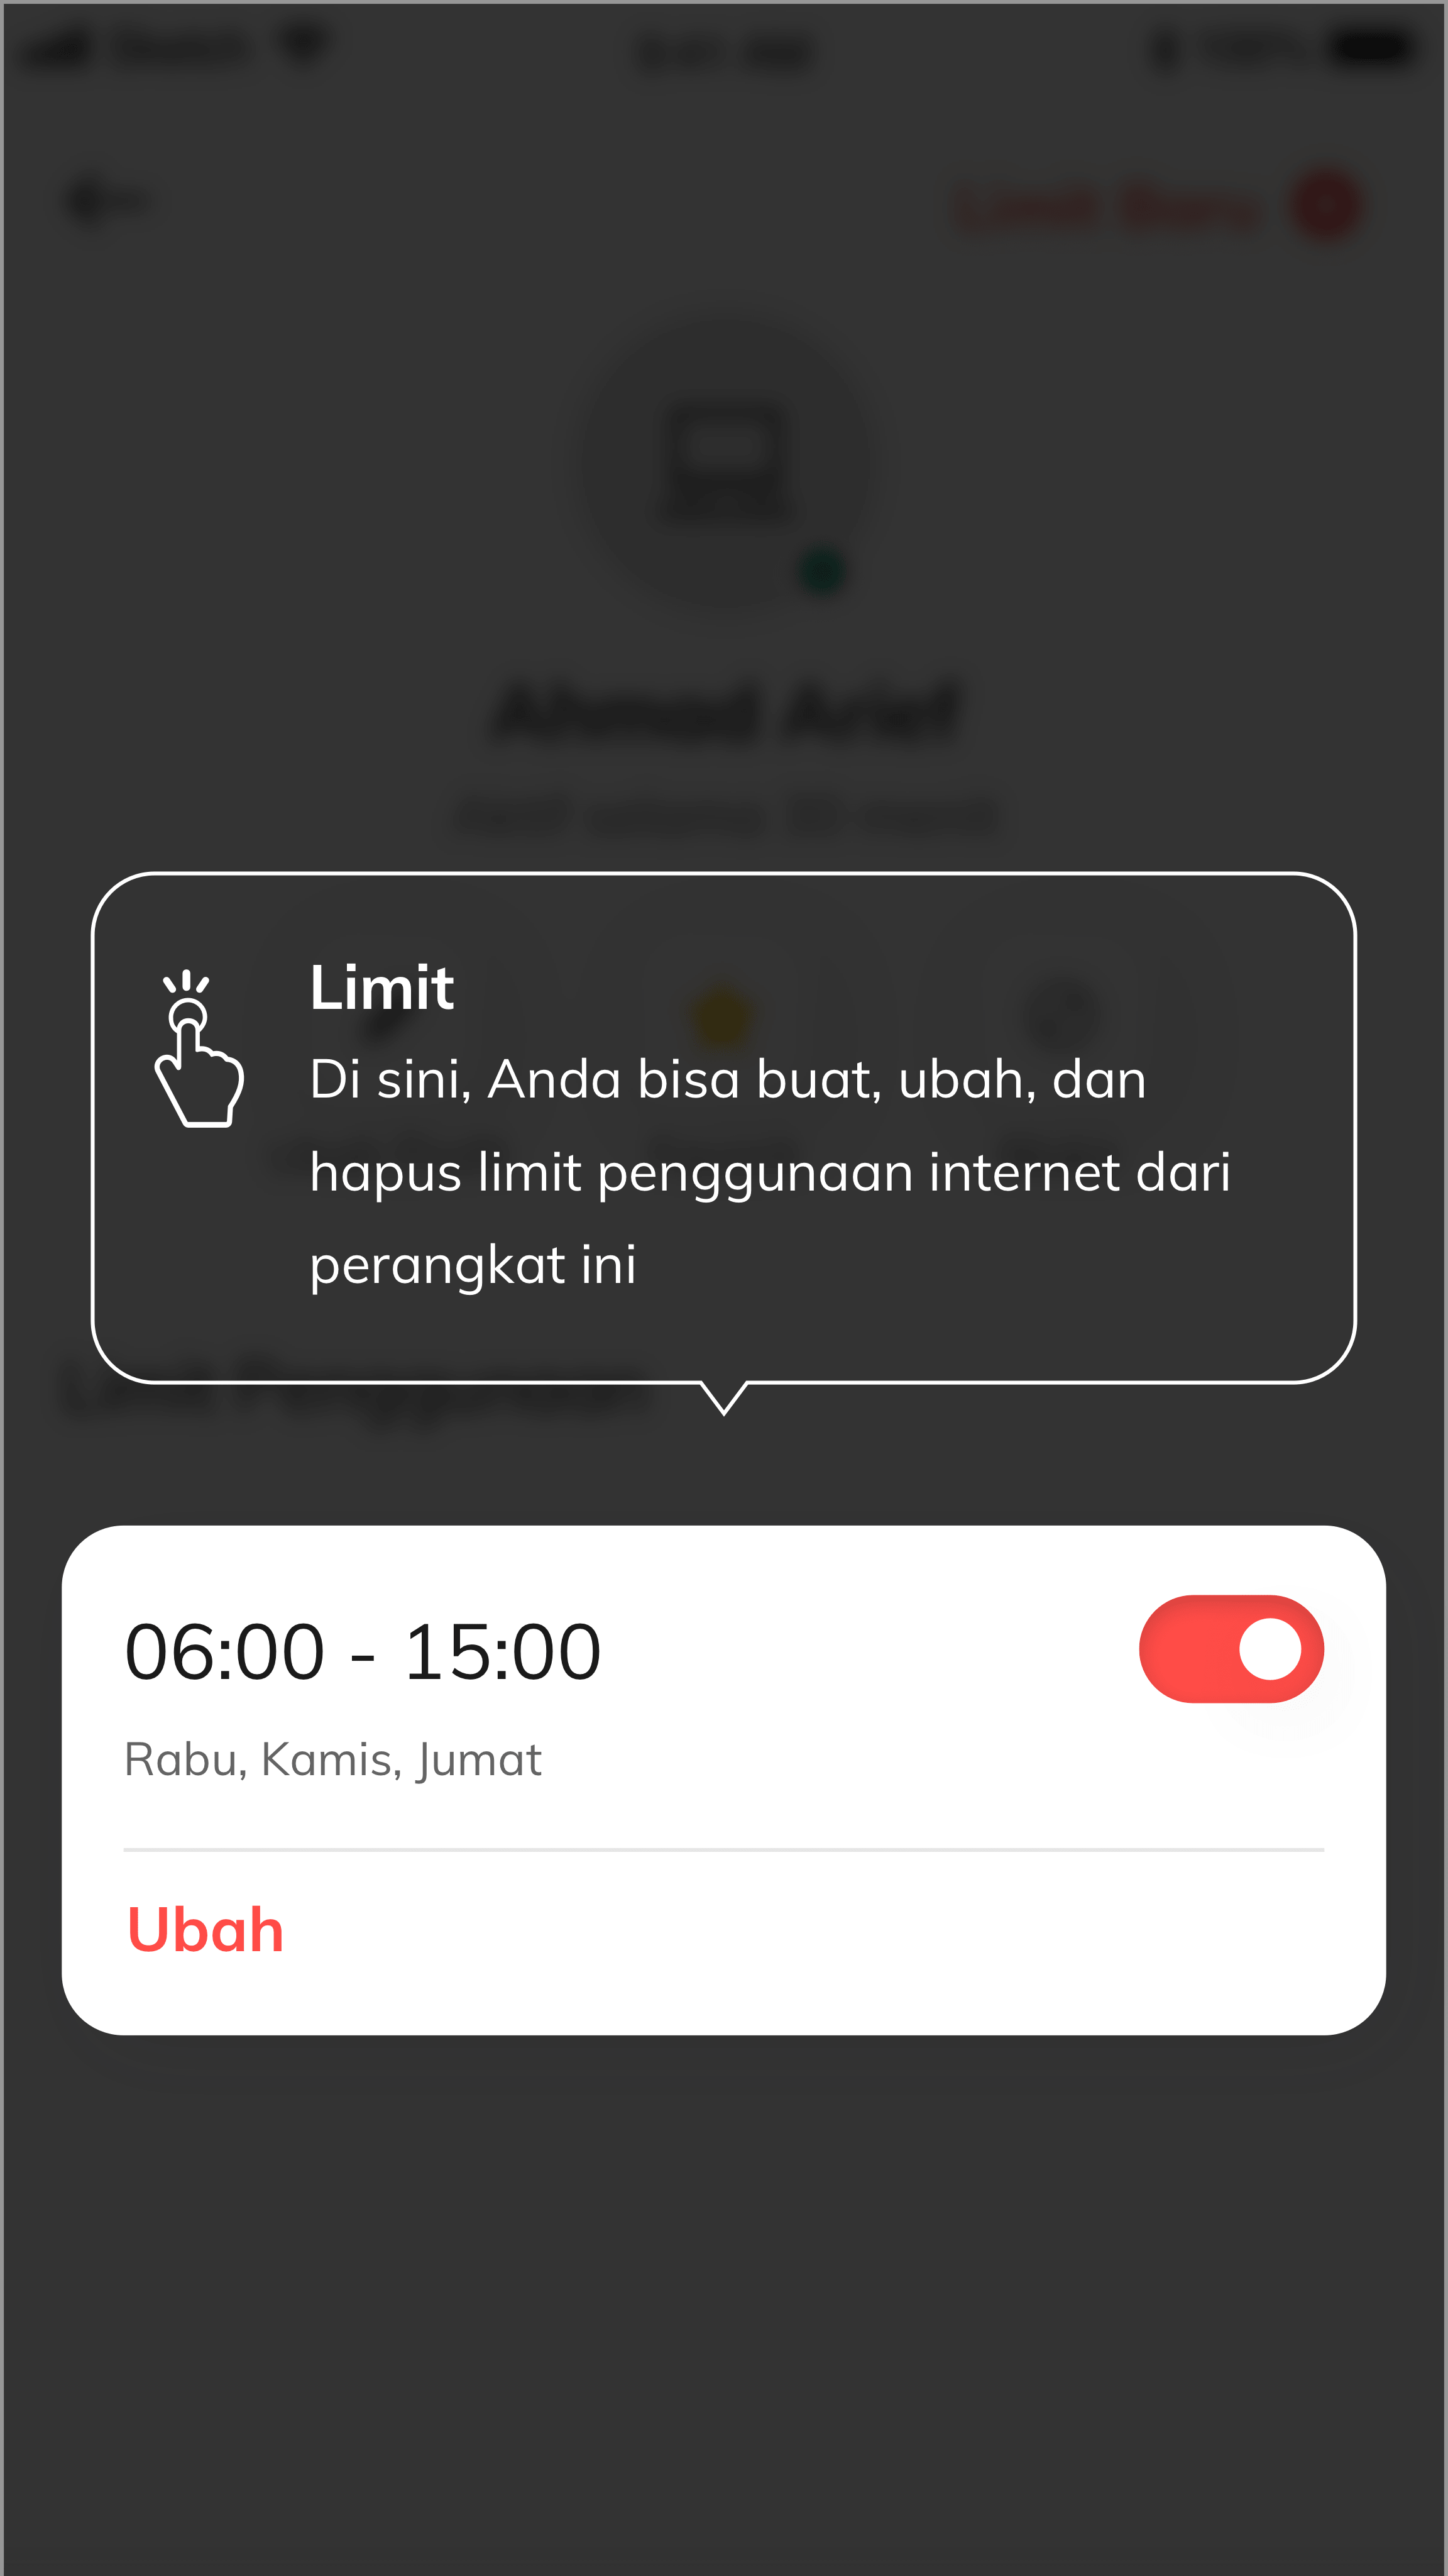 Limit Baru
Ahmad Arief
Limit
Di sini, Anda bisa buat, ubah, dan
hapus limit penggunaan internet dari
perangkat ini
Limit Penggunaan
06:00 - 15:00
Rabu, Kamis, Jumat
Ubah